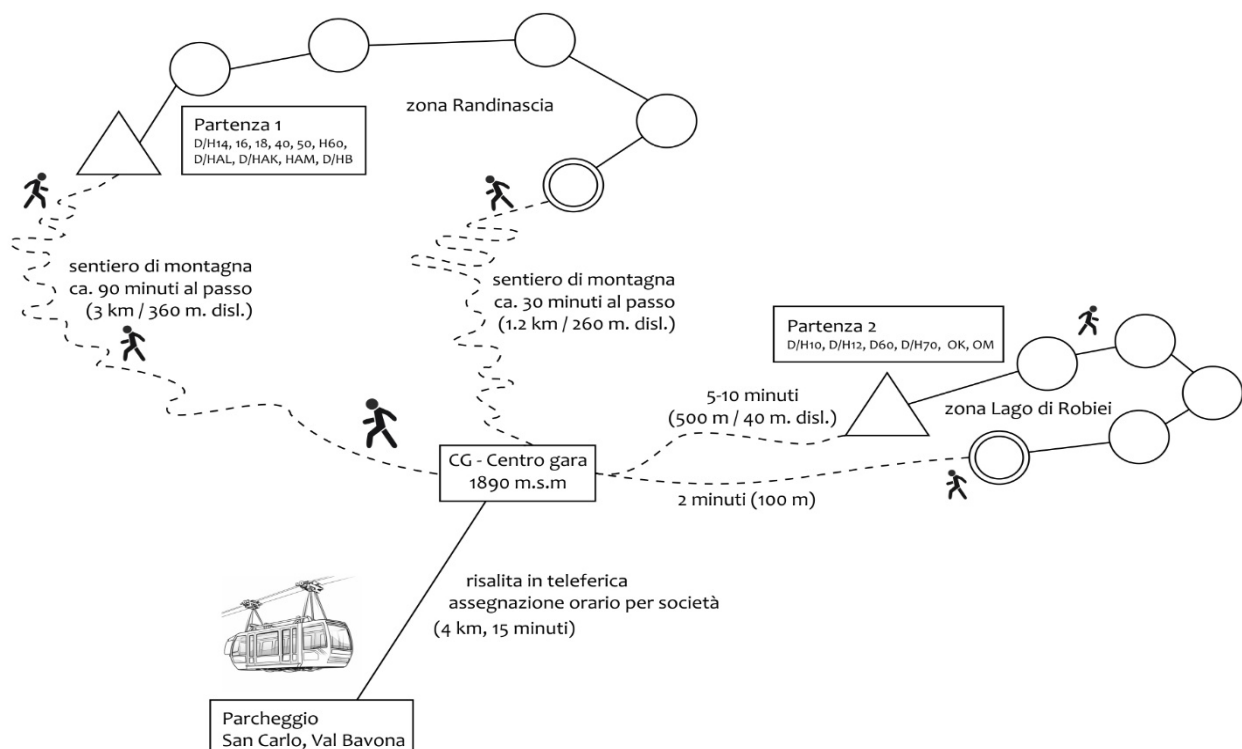 zona Randinascia
Partenza 1
D/H14, 16, 18, 40, 50, H60,
D/HAL, D/HAK, HAM, D/HB
sentiero di montagna
ca. 90 minuti al passo
(3 km / 360 m. disl.)
sentiero di montagna
ca. 30 minuti al passo
(1.2 km / 260 m. disl.)
Partenza 2
D/H10, D/H12, D60, D/H70, OK, OM
5-10 minuti
(500 m / 40 m. disl.)
zona Lago di Robiei
CG - Centro gara
1890 m.s.m
2 minuti (100 m)
risalita in teleferica
assegnazione orario per società
(4 km, 15 minuti)
Parcheggio
San Carlo, Val Bavona